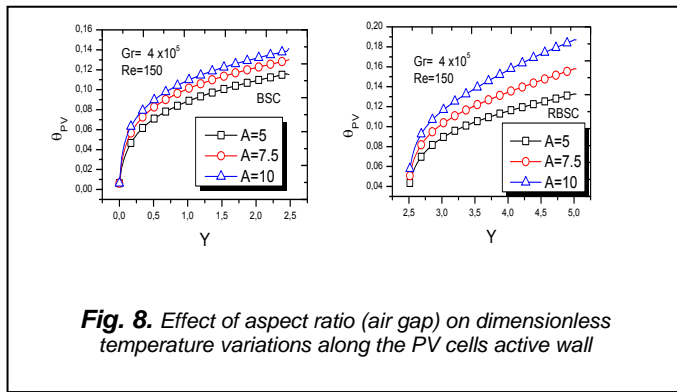 0,14
0,12
0,10
0,08
0,06
0,04
0,02
0,00
θPV
Gr= 4 x10⁵
Re=150
BSC
A=5
A=7.5
A=10
0,0 0,5 1,0 1,5 2,0 2,5
Y
0,20
0,18
0,16
0,14
0,12
0,10
0,08
0,06
0,04
θPV
Gr= 4 x10⁵
Re=150
RBSC
A=5
A=7.5
A=10
2,5 3,0 3,5 4,0 4,5 5,0
Y
Fig. 8. Effect of aspect ratio (air gap) on dimensionless
temperature variations along the PV cells active wall